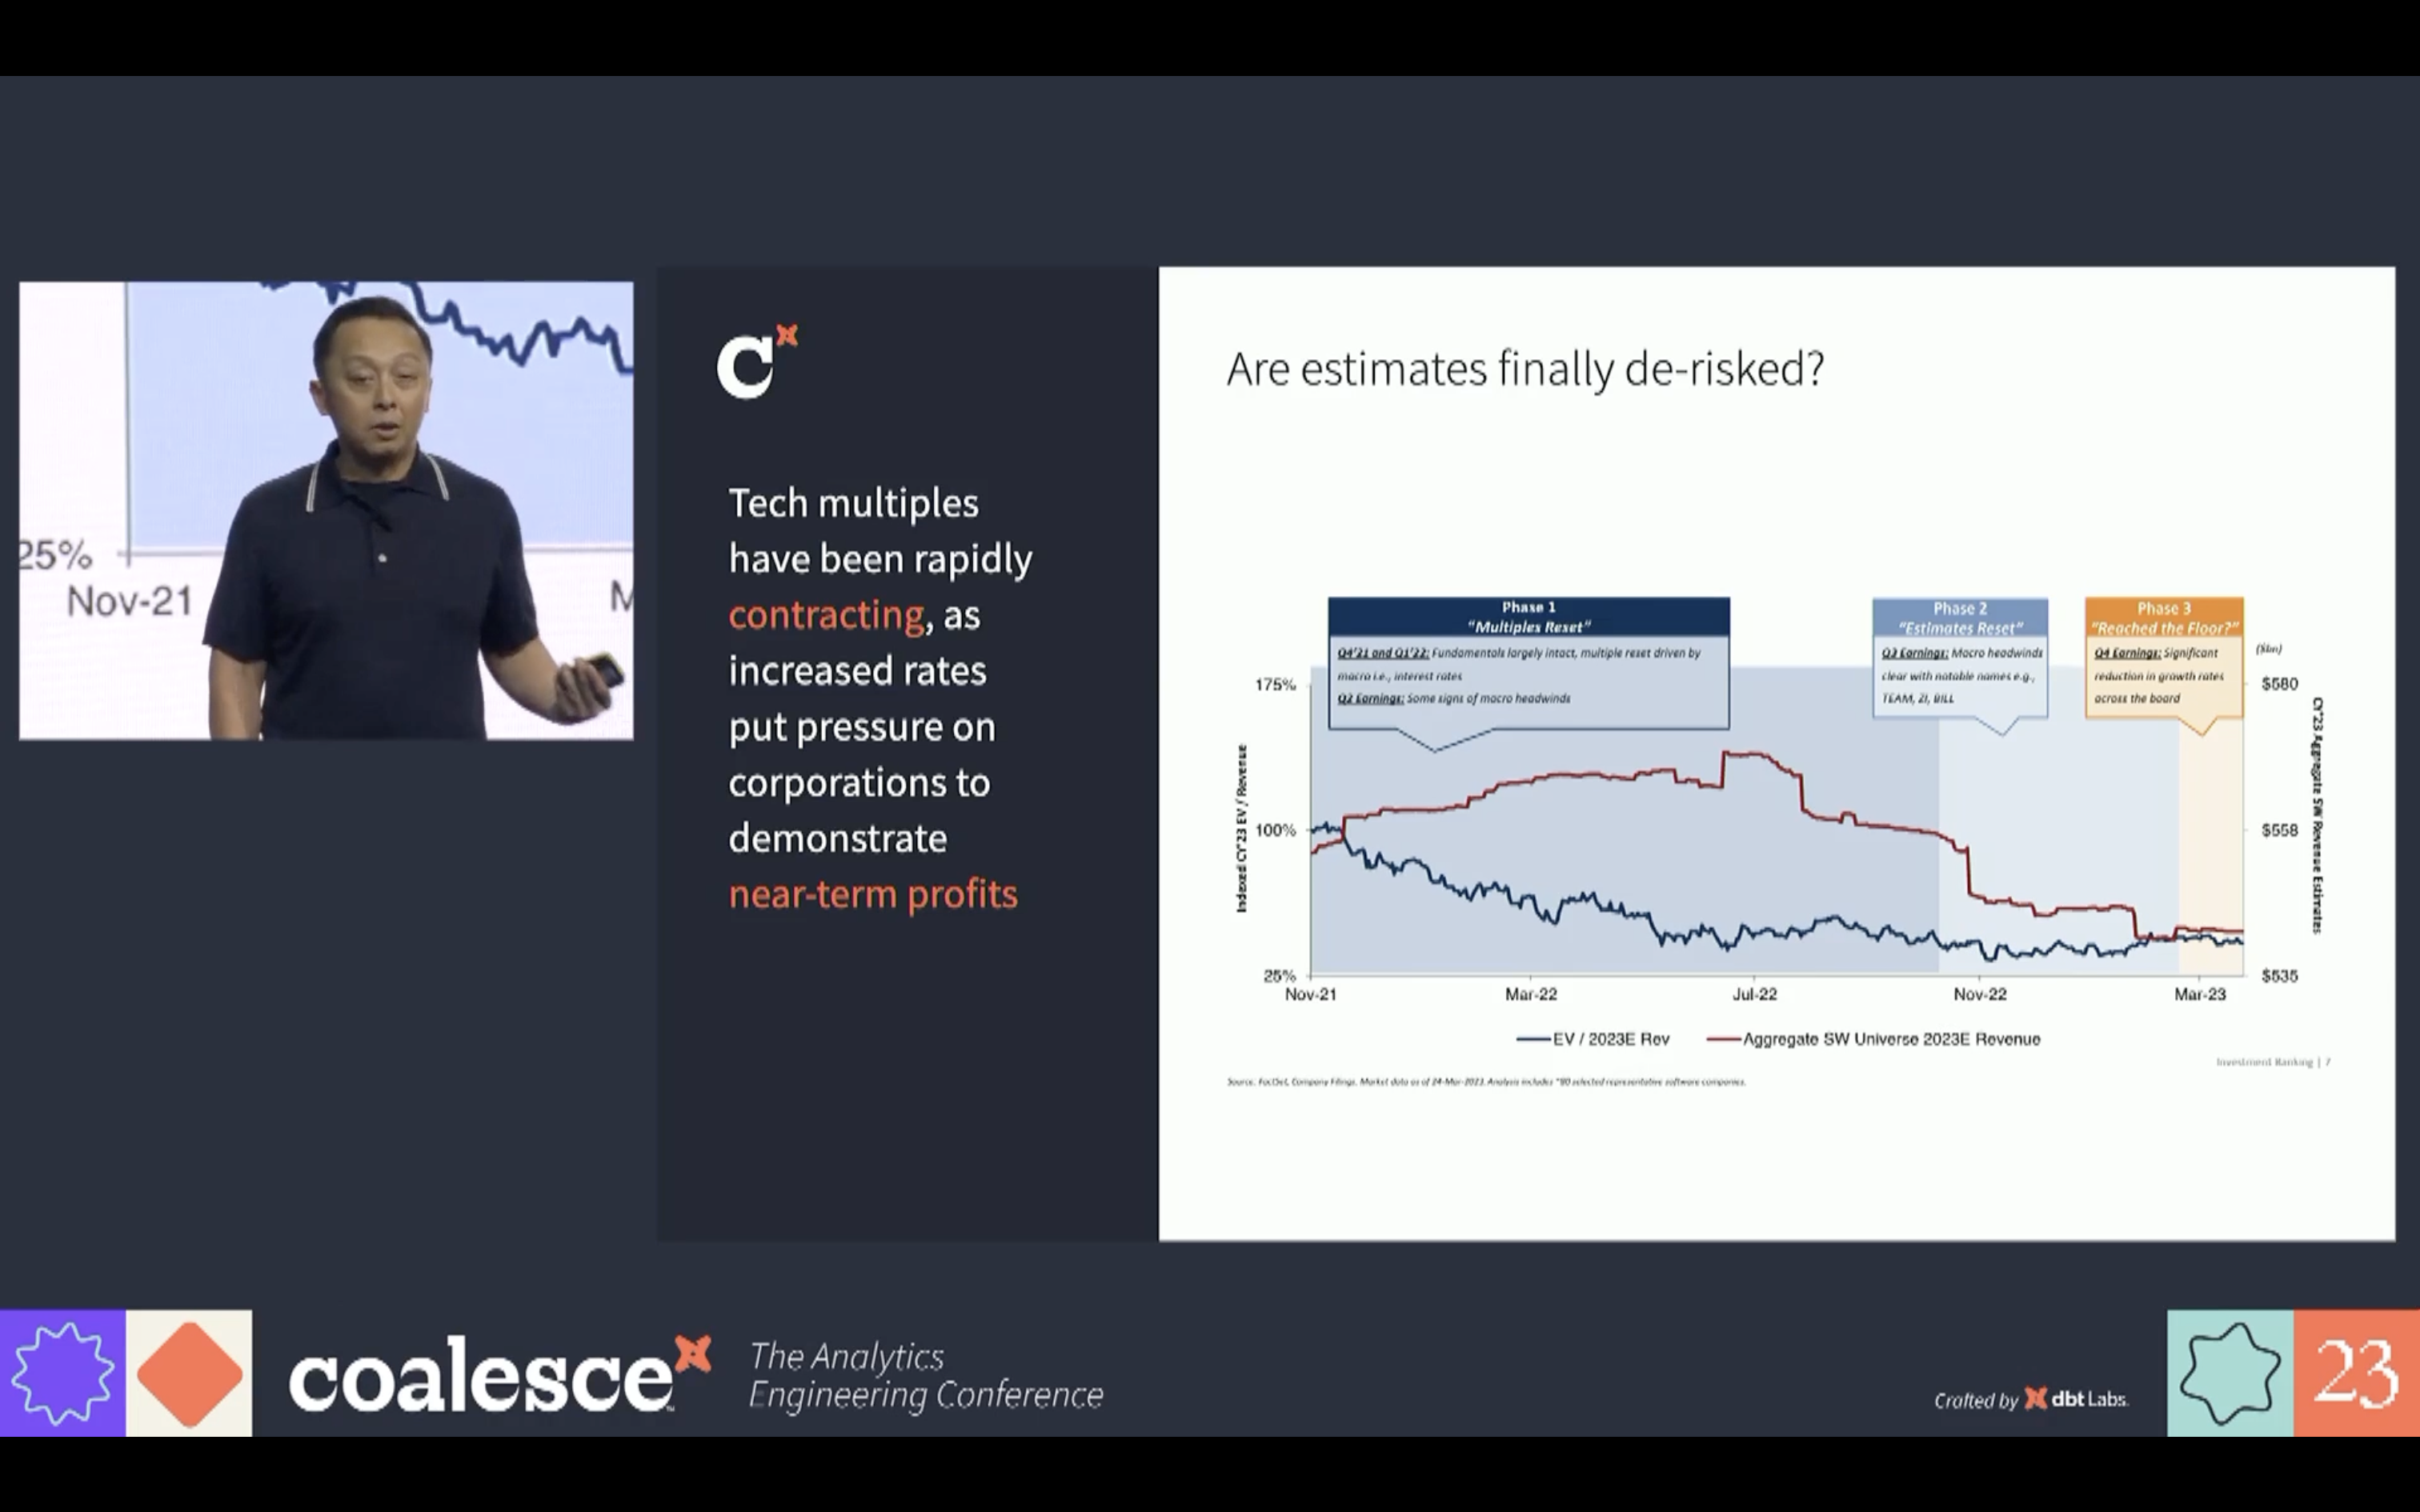 25%
Nov-21
C
Tech multiples
have been rapidly
contracting, as
increased rates
put pressure on
corporations to
demonstrate
near-term profits
Are estimates finally de-risked?
Phase 1
"Multiples Reset"
Q4'21 and Q1'22: Fundamentals largely intact, multiple reset driven by
macro i.e., interest rates
Q2 Earnings: Some signs of macro headwinds
Phase 2
"Estimates Reset"
Q3 Earnings: Macro headwinds
clear with notable names e.g.,
TEAM, ZI, BILL
Phase 3
"Reached the Floor?"
Q4 Earnings: Significant
reduction in growth rates
across the board
($bn)
Indexed CY'23 EV / Revenue
175%
100%
25%
$580
$558
$535
CY'23 Aggregate SW Revenue Estimates
Nov-21 Mar-22 Jul-22 Nov-22 Mar-23
EV / 2023E Rev Aggregate SW Universe 2023E Revenue
Investment Banking | 7
Source: FactSet, Company Filings. Market data as of 24-Mar-2023. Analysis includes ~90 selected representative software companies.
coalesce
The Analytics
Engineering Conference
Crafted by dbt Labs.
23